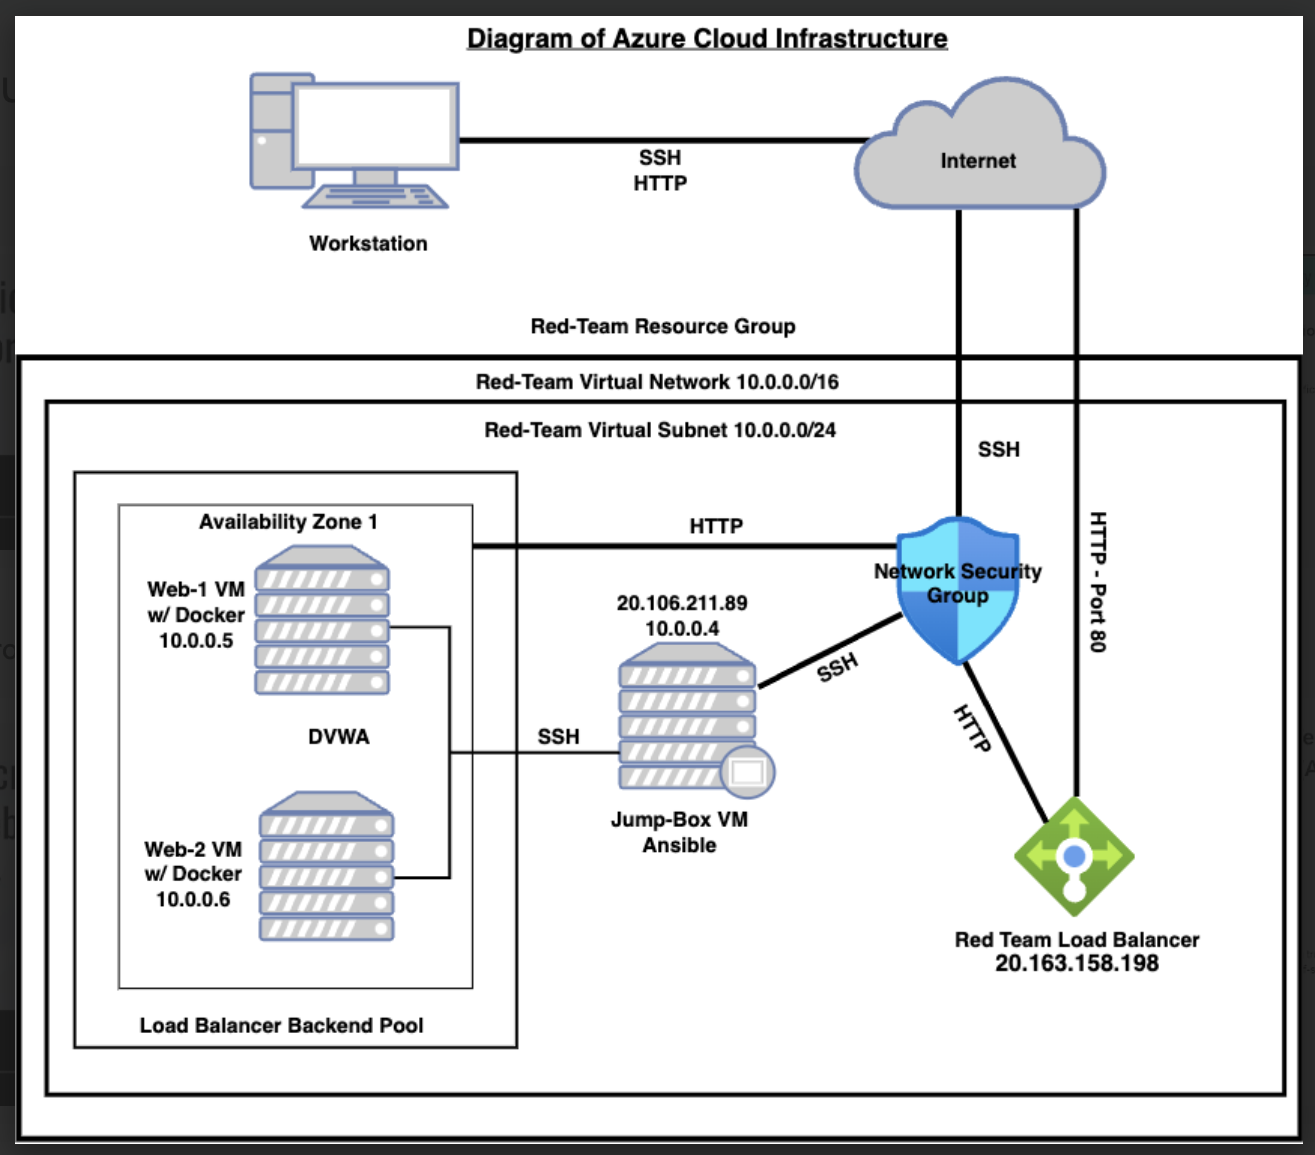 Diagram of Azure Cloud Infrastructure
Internet
SSH
HTTP
Workstation
Red-Team Resource Group
Red-Team Virtual Network 10.0.0.0/16
Red-Team Virtual Subnet 10.0.0.0/24
SSH
HTTP - Port 80
Availability Zone 1
HTTP
Network Security
Group
Web-1 VM
w/ Docker
10.0.0.5
20.106.211.89
10.0.0.4
SSH
HTTP
DVWA
SSH
Jump-Box VM
Ansible
Web-2 VM
w/ Docker
10.0.0.6
Red Team Load Balancer
20.163.158.198
Load Balancer Backend Pool